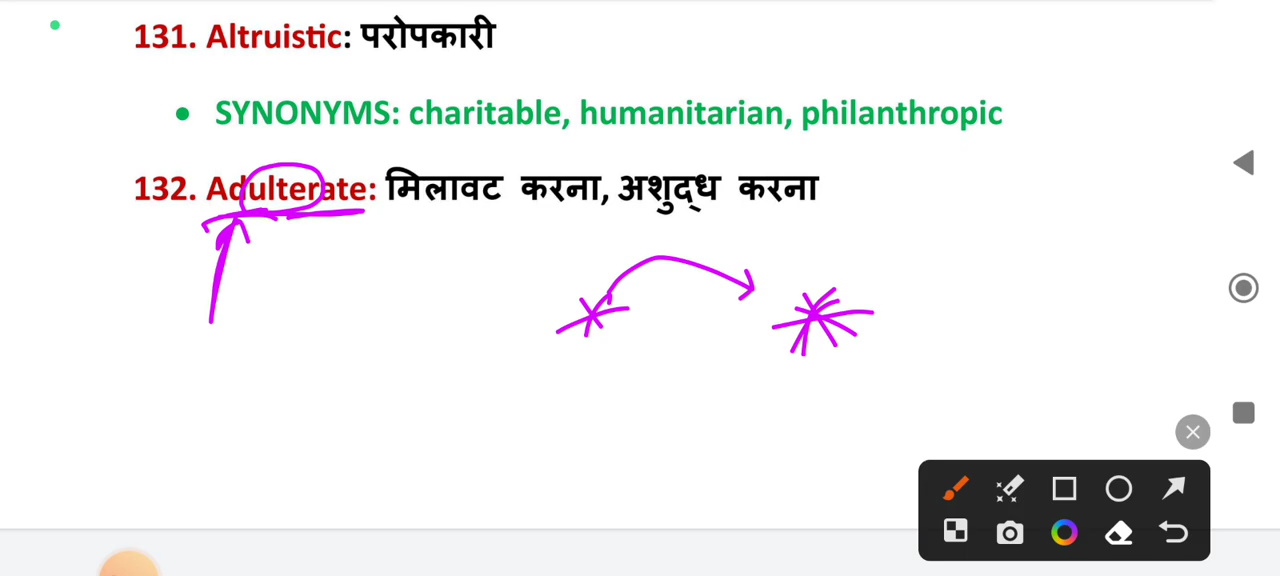 131. Altruistic: परोपकारी
• SYNONYMS: charitable, humanitarian, philanthropic
132. Adulterate: मिलावट करना, अशुद्ध करना